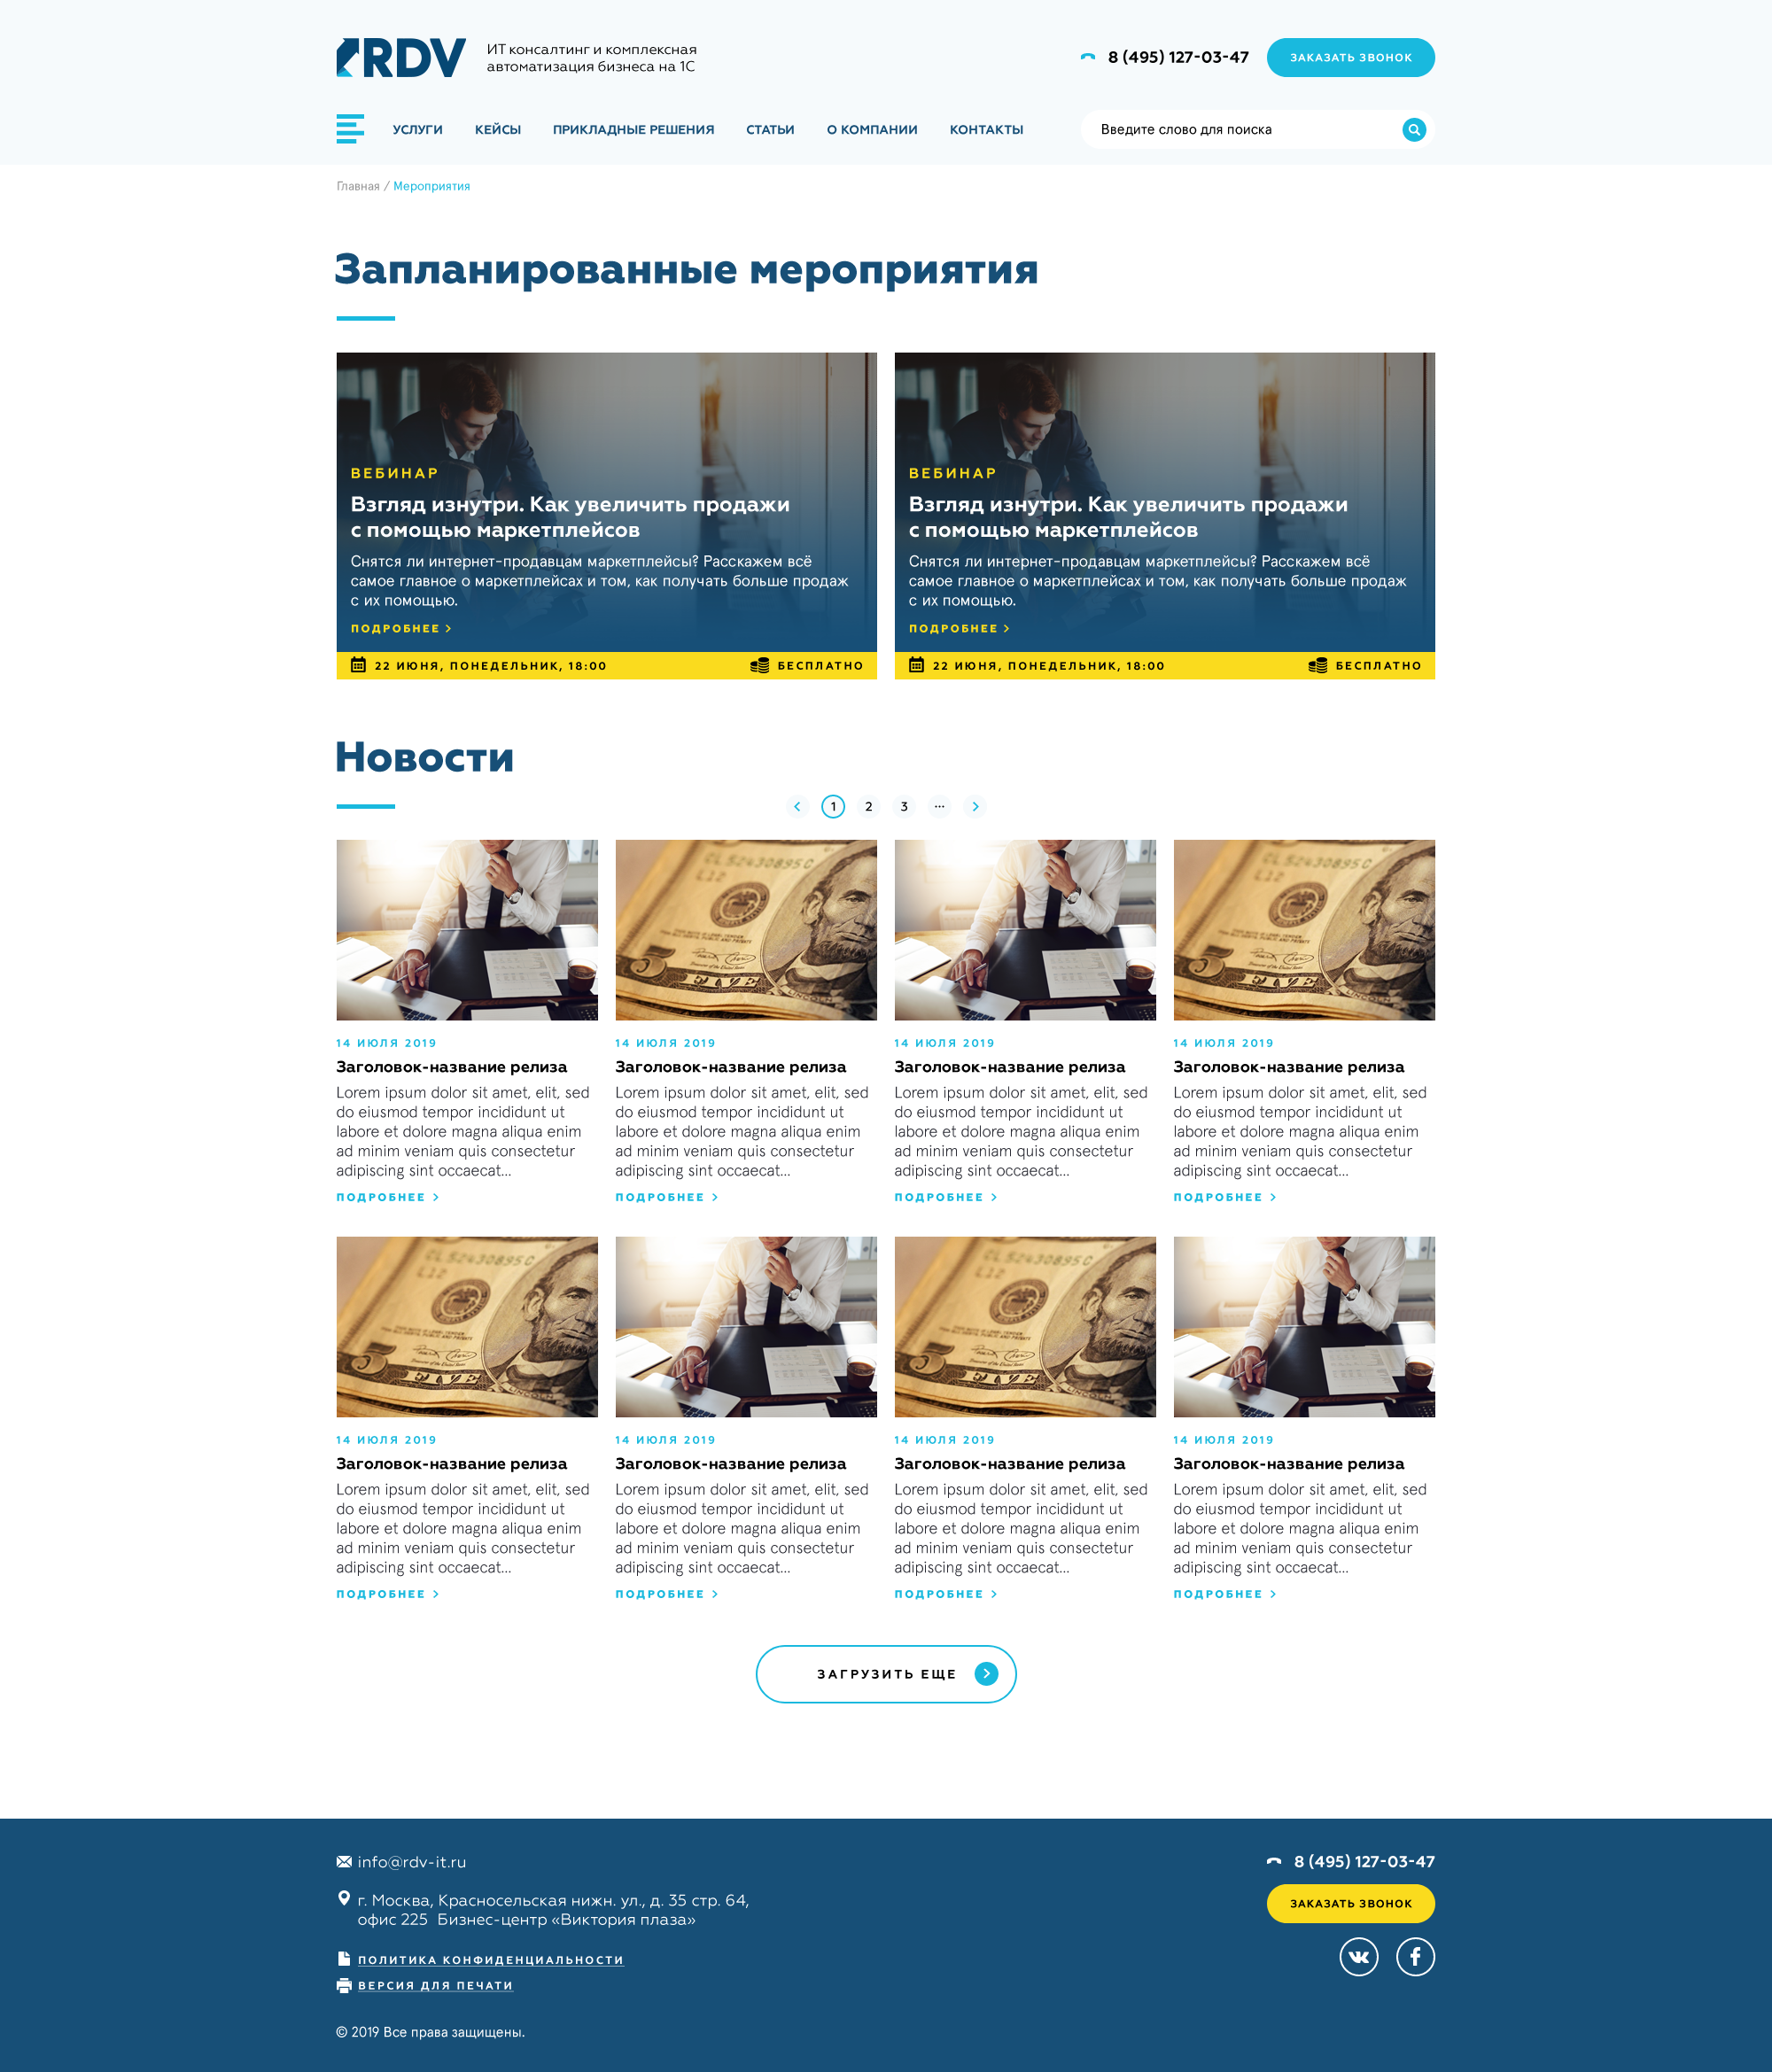 RDV
ИТ консалтинг и комплексная
автоматизация бизнеса на 1С
8 (495) 127-03-47
ЗАКАЗАТЬ ЗВОНОК
УСЛУГИ КЕЙСЫ ПРИКЛАДНЫЕ РЕШЕНИЯ СТАТЬИ О КОМПАНИИ КОНТАКТЫ
Введите слово для поиска
Главная / Мероприятия
Запланированные мероприятия
ВЕБИНАР
Взгляд изнутри. Как увеличить продажи
с помощью маркетплейсов
Снятся ли интернет-продавцам маркетплейсы? Расскажем всё
самое главное о маркетплейсах и том, как получать больше продаж
с их помощью.
ПОДРОБНЕЕ
22 ИЮНЯ, ПОНЕДЕЛЬНИК, 18:00
БЕСПЛАТНО
ВЕБИНАР
Взгляд изнутри. Как увеличить продажи
с помощью маркетплейсов
Снятся ли интернет-продавцам маркетплейсы? Расскажем всё
самое главное о маркетплейсах и том, как получать больше продаж
с их помощью.
ПОДРОБНЕЕ
22 ИЮНЯ, ПОНЕДЕЛЬНИК, 18:00
БЕСПЛАТНО
Новости
1 2 3 ...
14 ИЮЛЯ 2019
Заголовок-название релиза
Lorem ipsum dolor sit amet, elit, sed
do eiusmod tempor incididunt ut
labore et dolore magna aliqua enim
ad minim veniam quis consectetur
adipiscing sint occaecat...
ПОДРОБНЕЕ
14 ИЮЛЯ 2019
Заголовок-название релиза
Lorem ipsum dolor sit amet, elit, sed
do eiusmod tempor incididunt ut
labore et dolore magna aliqua enim
ad minim veniam quis consectetur
adipiscing sint occaecat...
ПОДРОБНЕЕ
14 ИЮЛЯ 2019
Заголовок-название релиза
Lorem ipsum dolor sit amet, elit, sed
do eiusmod tempor incididunt ut
labore et dolore magna aliqua enim
ad minim veniam quis consectetur
adipiscing sint occaecat...
ПОДРОБНЕЕ
14 ИЮЛЯ 2019
Заголовок-название релиза
Lorem ipsum dolor sit amet, elit, sed
do eiusmod tempor incididunt ut
labore et dolore magna aliqua enim
ad minim veniam quis consectetur
adipiscing sint occaecat...
ПОДРОБНЕЕ
14 ИЮЛЯ 2019
Заголовок-название релиза
Lorem ipsum dolor sit amet, elit, sed
do eiusmod tempor incididunt ut
labore et dolore magna aliqua enim
ad minim veniam quis consectetur
adipiscing sint occaecat...
ПОДРОБНЕЕ
14 ИЮЛЯ 2019
Заголовок-название релиза
Lorem ipsum dolor sit amet, elit, sed
do eiusmod tempor incididunt ut
labore et dolore magna aliqua enim
ad minim veniam quis consectetur
adipiscing sint occaecat...
ПОДРОБНЕЕ
14 ИЮЛЯ 2019
Заголовок-название релиза
Lorem ipsum dolor sit amet, elit, sed
do eiusmod tempor incididunt ut
labore et dolore magna aliqua enim
ad minim veniam quis consectetur
adipiscing sint occaecat...
ПОДРОБНЕЕ
14 ИЮЛЯ 2019
Заголовок-название релиза
Lorem ipsum dolor sit amet, elit, sed
do eiusmod tempor incididunt ut
labore et dolore magna aliqua enim
ad minim veniam quis consectetur
adipiscing sint occaecat...
ПОДРОБНЕЕ
ЗАГРУЗИТЬ ЕЩЕ
info@rdv-it.ru
г. Москва, Красносельская нижн. ул., д. 35 стр. 64,
офис 225 Бизнес-центр «Виктория плаза»
ПОЛИТИКА КОНФИДЕНЦИАЛЬНОСТИ
ВЕРСИЯ ДЛЯ ПЕЧАТИ
© 2019 Все права защищены.
8 (495) 127-03-47
ЗАКАЗАТЬ ЗВОНОК